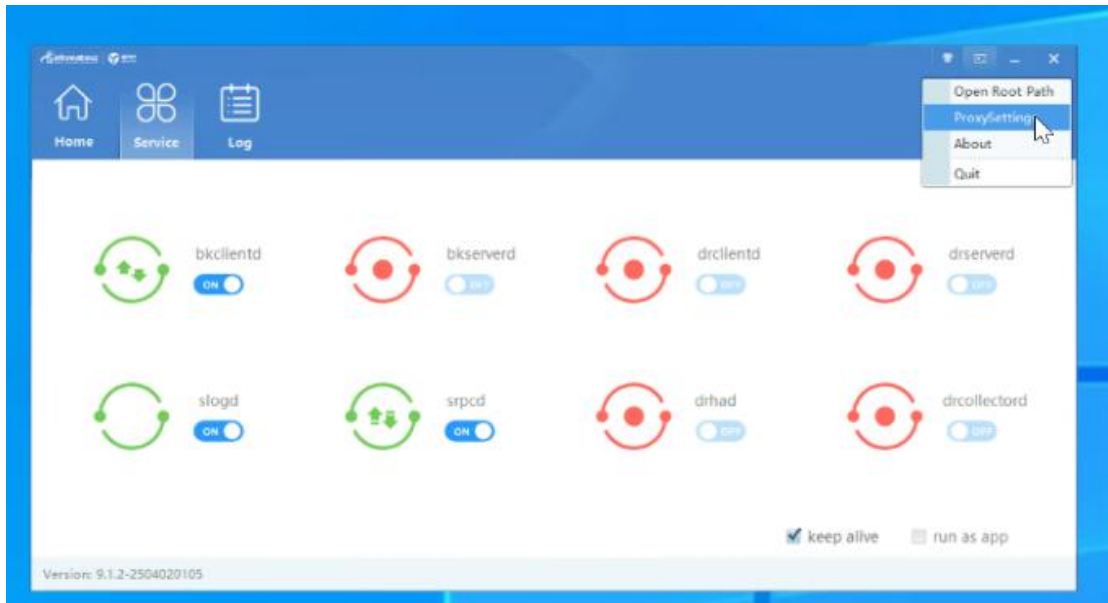 Open Root Path
ProxySettings
About
Quit
Home
Service
Log
bkclientd
ON
bkserverd
OFF
drclientd
OFF
drserverd
OFF
slogd
ON
srpcd
ON
drhad
OFF
drcollectord
OFF
keep alive
run as app
Version: 9.1.2-2504020105